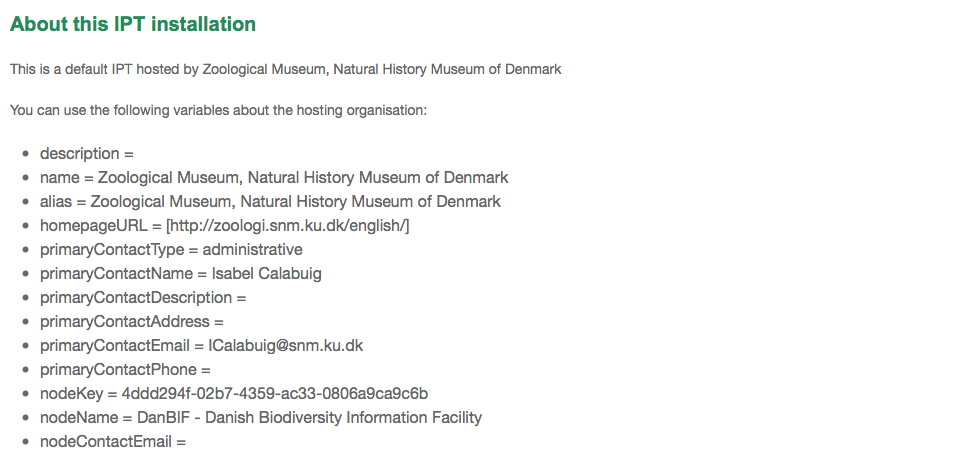 About this IPT installation
This is a default IPT hosted by Zoological Museum, Natural History Museum of Denmark
You can use the following variables about the hosting organisation:
• description =
• name = Zoological Museum, Natural History Museum of Denmark
• alias = Zoological Museum, Natural History Museum of Denmark
• homepageURL = [http://zoologi.snm.ku.dk/english/]
• primaryContactType = administrative
• primaryContactName = Isabel Calabuig
• primaryContactDescription =
• primaryContactAddress =
• primaryContactEmail = ICalabuig@snm.ku.dk
• primaryContactPhone =
• nodeKey = 4ddd294f-02b7-4359-ac33-0806a9ca9c6b
• nodeName = DanBIF - Danish Biodiversity Information Facility
• nodeContactEmail =